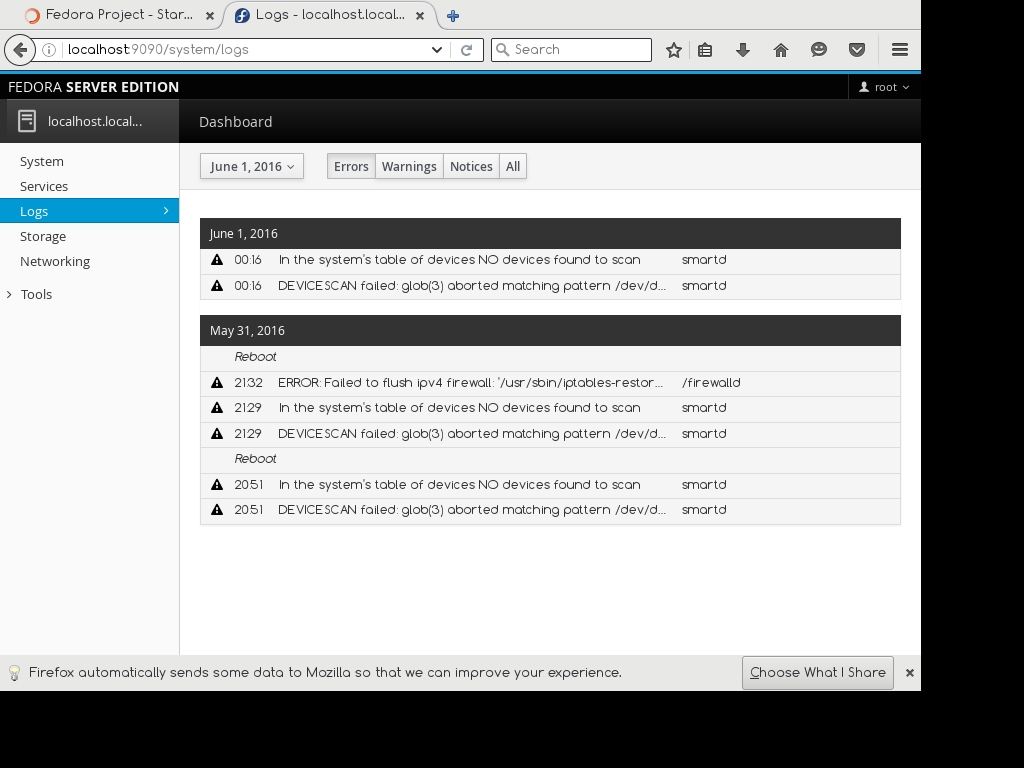 Fedora Project - Star...
Logs - localhost.local...
localhost:9090/system/logs
Search
FEDORA SERVER EDITION
root
localhost.local...
Dashboard
System
Services
Logs
Storage
Networking
Tools
June 1, 2016
Errors
Warnings
Notices
All
June 1, 2016
00:16 In the system's table of devices NO devices found to scan smartd
00:16 DEVICESCAN failed: glob(3) aborted matching pattern /dev/d... smartd
May 31, 2016
Reboot
21:32 ERROR: Failed to flush ipv4 firewall: '/usr/sbin/iptables-restor... /firewalld
21:29 In the system's table of devices NO devices found to scan smartd
21:29 DEVICESCAN failed: glob(3) aborted matching pattern /dev/d... smartd
Reboot
20:51 In the system's table of devices NO devices found to scan smartd
20:51 DEVICESCAN failed: glob(3) aborted matching pattern /dev/d... smartd
Firefox automatically sends some data to Mozilla so that we can improve your experience.
Choose What I Share